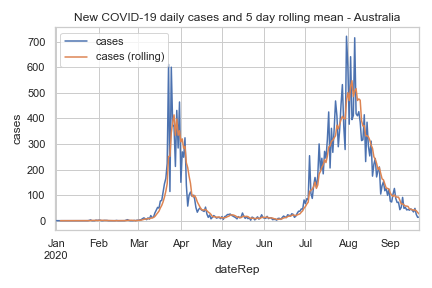 New COVID-19 daily cases and 5 day rolling mean - Australia
cases
cases (rolling)
700
600
500
400
300
200
100
0
cases
Jan Feb Mar Apr May Jun Jul Aug Sep
2020
dateRep